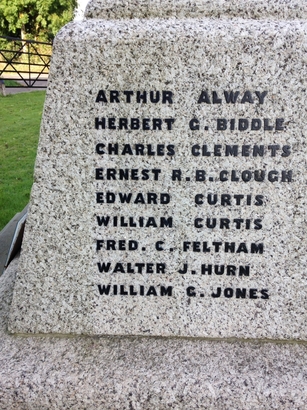 ARTHUR ALWAY
HERBERT G. BIDDLE
CHARLES CLEMENTS
ERNEST R.B. CLOUGH
EDWARD CURTIS
WILLIAM CURTIS
FRED. C. FELTHAM
WALTER J. HURN
WILLIAM G. JONES